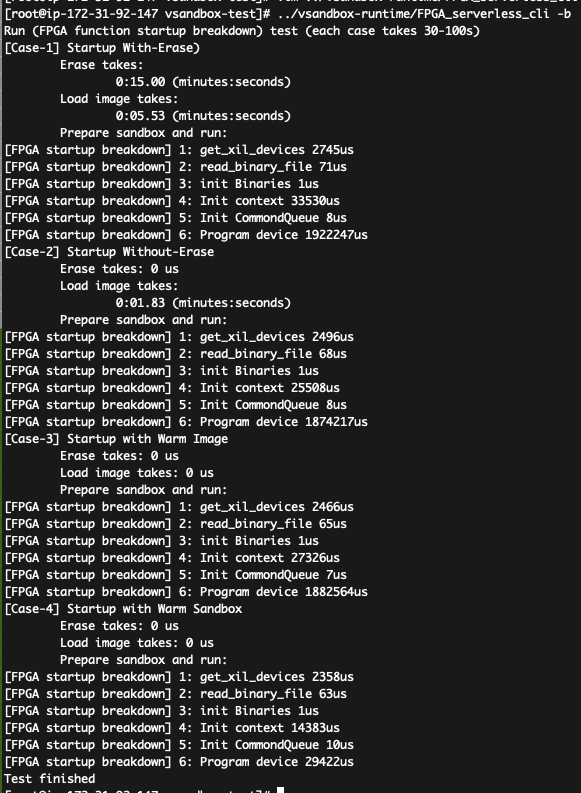 [root@ip-172-31-92-147 vsandbox-test]# ../vsandbox-runtime/FPGA_serverless_cli -b
Run (FPGA function startup breakdown) test (each case takes 30-100s)
[Case-1] Startup With-Erase)
Erase takes:
0:15.00 (minutes:seconds)
Load image takes:
0:05.53 (minutes:seconds)
Prepare sandbox and run:
[FPGA startup breakdown] 1: get_xil_devices 2745us
[FPGA startup breakdown] 2: read_binary_file 71us
[FPGA startup breakdown] 3: init Binaries 1us
[FPGA startup breakdown] 4: Init context 33530us
[FPGA startup breakdown] 5: Init CommondQueue 8us
[FPGA startup breakdown] 6: Program device 1922247us
[Case-2] Startup Without-Erase
Erase takes: 0 us
Load image takes:
0:01.83 (minutes:seconds)
Prepare sandbox and run:
[FPGA startup breakdown] 1: get_xil_devices 2496us
[FPGA startup breakdown] 2: read_binary_file 68us
[FPGA startup breakdown] 3: init Binaries 1us
[FPGA startup breakdown] 4: Init context 25508us
[FPGA startup breakdown] 5: Init CommondQueue 8us
[FPGA startup breakdown] 6: Program device 1874217us
[Case-3] Startup with Warm Image
Erase takes: 0 us
Load image takes: 0 us
Prepare sandbox and run:
[FPGA startup breakdown] 1: get_xil_devices 2466us
[FPGA startup breakdown] 2: read_binary_file 65us
[FPGA startup breakdown] 3: init Binaries 1us
[FPGA startup breakdown] 4: Init context 27326us
[FPGA startup breakdown] 5: Init CommondQueue 7us
[FPGA startup breakdown] 6: Program device 1882564us
[Case-4] Startup with Warm Sandbox
Erase takes: 0 us
Load image takes: 0 us
Prepare sandbox and run:
[FPGA startup breakdown] 1: get_xil_devices 2358us
[FPGA startup breakdown] 2: read_binary_file 63us
[FPGA startup breakdown] 3: init Binaries 1us
[FPGA startup breakdown] 4: Init context 14383us
[FPGA startup breakdown] 5: Init CommondQueue 10us
[FPGA startup breakdown] 6: Program device 29422us
Test finished